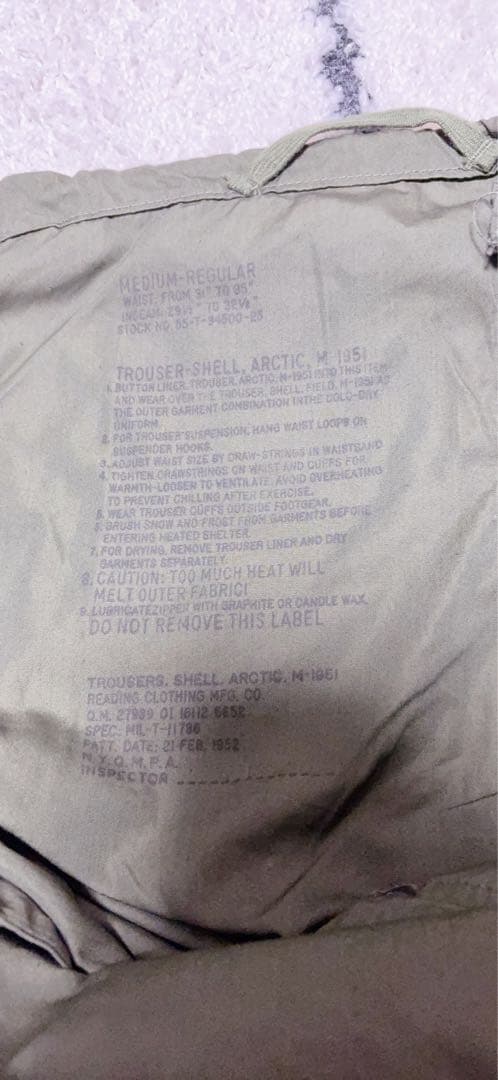 MEDIUM-REGULAR
WAIST, FROM 31" TO 35"
INSEAM, 29½" TO 32½"
STOCK NO. 55-T-34500-25
TROUSER-SHELL, ARCTIC, M-1951
1. BUTTON LINER, TROUSER, ARCTIC, M-1951 INTO THIS ITEM
AND WEAR OVER THE TROUSER, SHELL, FIELD, M-1951 AS
THE OUTER GARMENT COMBINATION IN THE COLD-DRY
UNIFORM.
2. FOR TROUSER SUSPENSION, HANG WAIST LOOPS ON
SUSPENDER HOOKS.
3. ADJUST WAIST SIZE BY DRAW-STRINGS IN WAISTBAND
4. TIGHTEN DRAWSTRINGS ON WAIST AND CUFFS FOR
WARMTH-LOOSEN TO VENTILATE, AVOID OVERHEATING
TO PREVENT CHILLING AFTER EXERCISE.
5. WEAR TROUSER CUFFS OUTSIDE FOOTGEAR.
6. BRUSH SNOW AND FROST FROM GARMENTS BEFORE
ENTERING HEATED SHELTER.
7. FOR DRYING, REMOVE TROUSER LINER AND DRY
GARMENTS SEPARATELY.
8. CAUTION: TOO MUCH HEAT WILL
MELT OUTER FABRIC!
9. LUBRICATE ZIPPER WITH GRAPHITE OR CANDLE WAX.
DO NOT REMOVE THIS LABEL
TROUSERS, SHELL, ARCTIC, M-1951
READING CLOTHING MFG. CO.
Q.M. 27989 OI 16112 6652
SPEC: MIL-T-11786
PATT. DATE: 21 FEB. 1952
N.Y.Q.M.P.A.
INSPECTOR